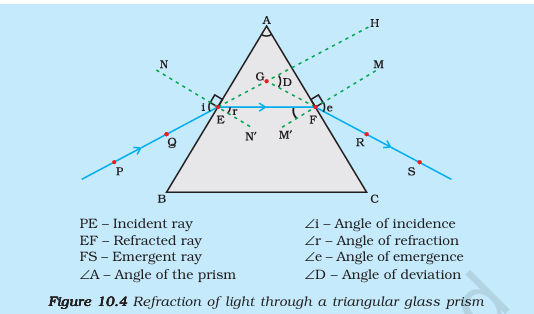 A
H
N
M
G
D
i
r
e
E
F
N′
M′
Q
R
P
S
B
C
PE – Incident ray
∠i – Angle of incidence
EF – Refracted ray
∠r – Angle of refraction
FS – Emergent ray
∠e – Angle of emergence
∠A – Angle of the prism
∠D – Angle of deviation
Figure 10.4 Refraction of light through a triangular glass prism